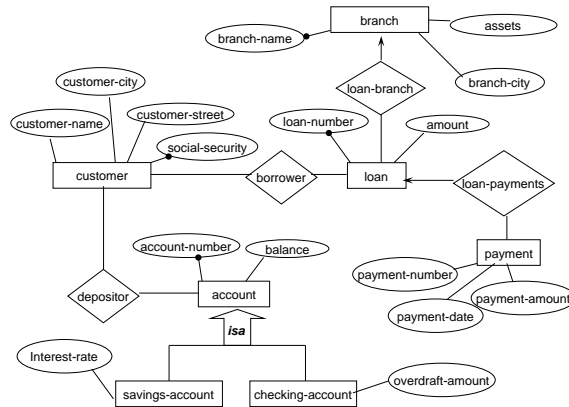 branch
assets
branch-name
customer-city
branch-city
loan-branch
customer-street
loan-number
amount
customer-name
social-security
customer
borrower
loan
loan-payments
account-number
balance
payment
payment-number
depositor
account
payment-amount
payment-date
isa
Interest-rate
savings-account
checking-account
overdraft-amount